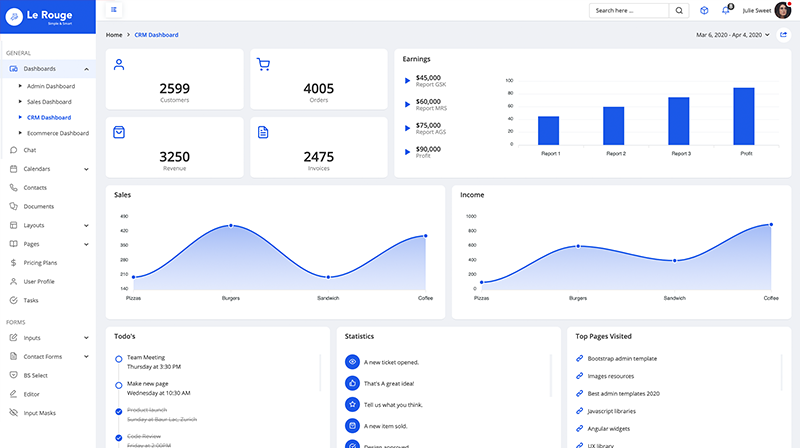 Le Rouge
Simple & Smart
Search here ...
8
Julie Sweet
Home
CRM Dashboard
Mar 6, 2020 - Apr 4, 2020
GENERAL
Dashboards
Admin Dashboard
Sales Dashboard
CRM Dashboard
Ecommerce Dashboard
Chat
Calendars
Contacts
Documents
Layouts
Pages
Pricing Plans
User Profile
Tasks
FORMS
Inputs
Contact Forms
BS Select
Editor
Input Masks
2599
Customers
4005
Orders
3250
Revenue
2475
Invoices
Earnings
$45,000
Report GSK
$60,000
Report MRS
$75,000
Report AGS
$90,000
Profit
100
80
60
40
20
0
Report 1
Report 2
Report 3
Profit
Sales
490
420
350
280
210
140
Pizzas
Burgers
Sandwich
Coffee
Income
1000
800
600
400
200
0
Pizzas
Burgers
Sandwich
Coffee
Todo's
Team Meeting
Thursday at 3:30 PM
Make new page
Wednesday at 10:30 AM
Product launch
Sunday at Baur Lac, Zurich
Code Review
Friday at 2:00PM
Statistics
A new ticket opened.
That's A great idea!
Tell us what you think.
A new item sold.
Design approved
Top Pages Visited
Bootstrap admin template
Images resources
Best admin templates 2020
Javascript libraries
Angular widgets
UX library